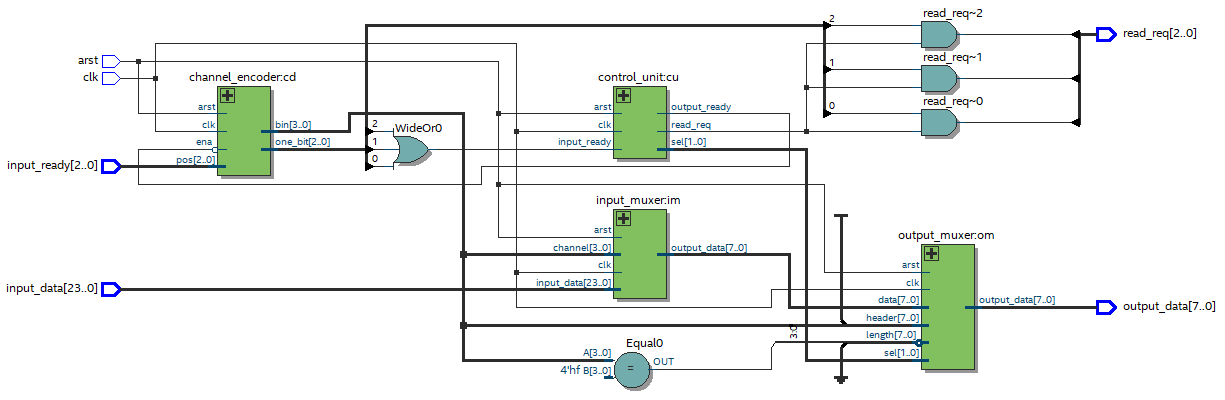 read_req~2
2
read_req[2..0]
arst
clk
channel_encoder:cd
control_unit:cu
read_req~1
1
arst
clk
ena
pos[2..0]
bin[3..0]
one_bit[2..0]
2
1
0
WideOr0
arst
clk
input_ready
output_ready
read_req
sel[1..0]
read_req~0
0
input_ready[2..0]
input_muxer:im
arst
channel[3..0]
clk
input_data[23..0]
output_data[7..0]
output_muxer:om
arst
clk
data[7..0]
header[7..0]
length[7..0]
sel[1..0]
output_data[7..0]
input_data[23..0]
output_data[7..0]
3:0
Equal0
A[3..0]
4'hf B[3..0]
=
OUT